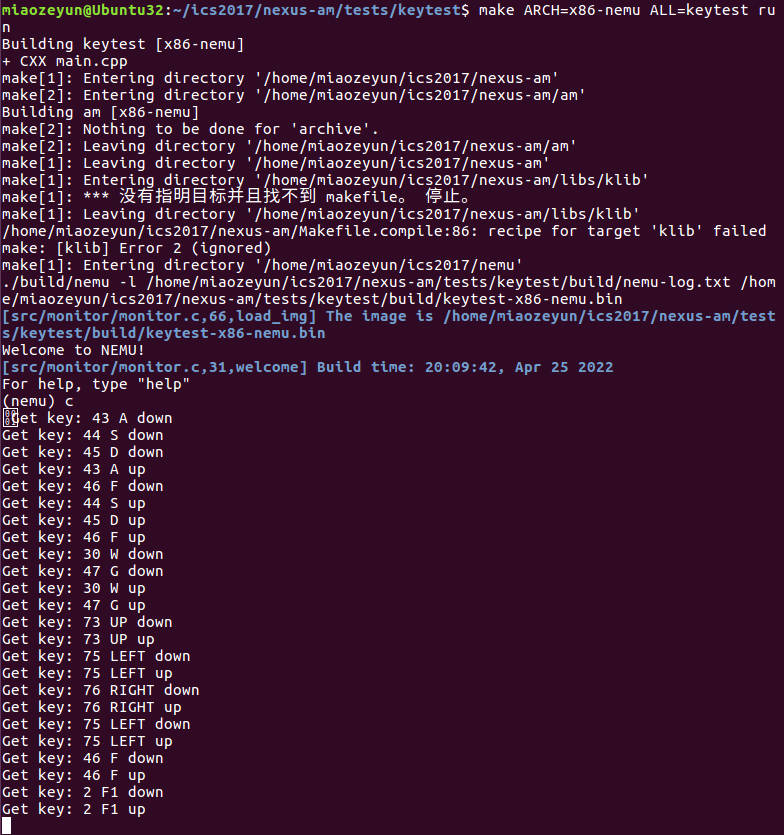 miaozeyun@Ubuntu32:~/ics2017/nexus-am/tests/keytest$ make ARCH=x86-nemu ALL=keytest ru
n
Building keytest [x86-nemu]
+ CXX main.cpp
make[1]: Entering directory '/home/miaozeyun/ics2017/nexus-am'
make[2]: Entering directory '/home/miaozeyun/ics2017/nexus-am/am'
Building am [x86-nemu]
make[2]: Nothing to be done for 'archive'.
make[2]: Leaving directory '/home/miaozeyun/ics2017/nexus-am/am'
make[1]: Leaving directory '/home/miaozeyun/ics2017/nexus-am'
make[1]: Entering directory '/home/miaozeyun/ics2017/nexus-am/libs/klib'
make[1]: *** 没有指明目标并且找不到 makefile。 停止。
make[1]: Leaving directory '/home/miaozeyun/ics2017/nexus-am/libs/klib'
/home/miaozeyun/ics2017/nexus-am/Makefile.compile:86: recipe for target 'klib' failed
make: [klib] Error 2 (ignored)
make[1]: Entering directory '/home/miaozeyun/ics2017/nemu'
./build/nemu -l /home/miaozeyun/ics2017/nexus-am/tests/keytest/build/nemu-log.txt /hom
e/miaozeyun/ics2017/nexus-am/tests/keytest/build/keytest-x86-nemu.bin
[src/monitor/monitor.c,66,load_img] The image is /home/miaozeyun/ics2017/nexus-am/test
s/keytest/build/keytest-x86-nemu.bin
Welcome to NEMU!
[src/monitor/monitor.c,31,welcome] Build time: 20:09:42, Apr 25 2022
For help, type "help"
(nemu) c
Get key: 43 A down
Get key: 44 S down
Get key: 45 D down
Get key: 43 A up
Get key: 46 F down
Get key: 44 S up
Get key: 45 D up
Get key: 46 F up
Get key: 30 W down
Get key: 47 G down
Get key: 30 W up
Get key: 47 G up
Get key: 73 UP down
Get key: 73 UP up
Get key: 75 LEFT down
Get key: 75 LEFT up
Get key: 76 RIGHT down
Get key: 76 RIGHT up
Get key: 75 LEFT down
Get key: 75 LEFT up
Get key: 46 F down
Get key: 46 F up
Get key: 2 F1 down
Get key: 2 F1 up